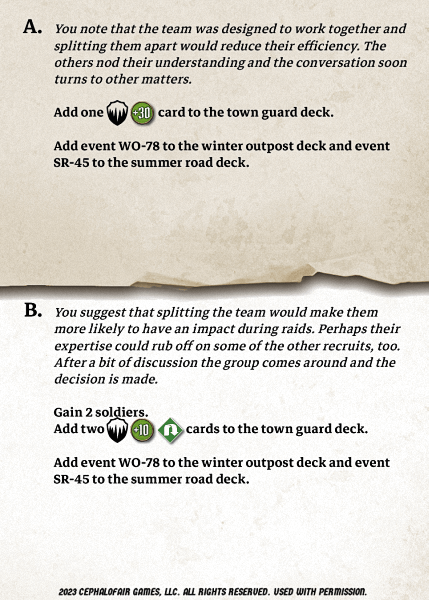 A. You note that the team was designed to work together and
splitting them apart would reduce their efficiency. The
others nod their understanding and the conversation soon
turns to other matters.
Add one +30 card to the town guard deck.
Add event WO-78 to the winter outpost deck and event
SR-45 to the summer road deck.
B. You suggest that splitting the team would make them
more likely to have an impact during raids. Perhaps their
expertise could rub off on some of the other recruits, too.
After a bit of discussion the group comes around and the
decision is made.
Gain 2 soldiers.
Add two +10 cards to the town guard deck.
Add event WO-78 to the winter outpost deck and event
SR-45 to the summer road deck.
2023 CEPHALOFAIR GAMES, LLC. ALL RIGHTS RESERVED. USED WITH PERMISSION.